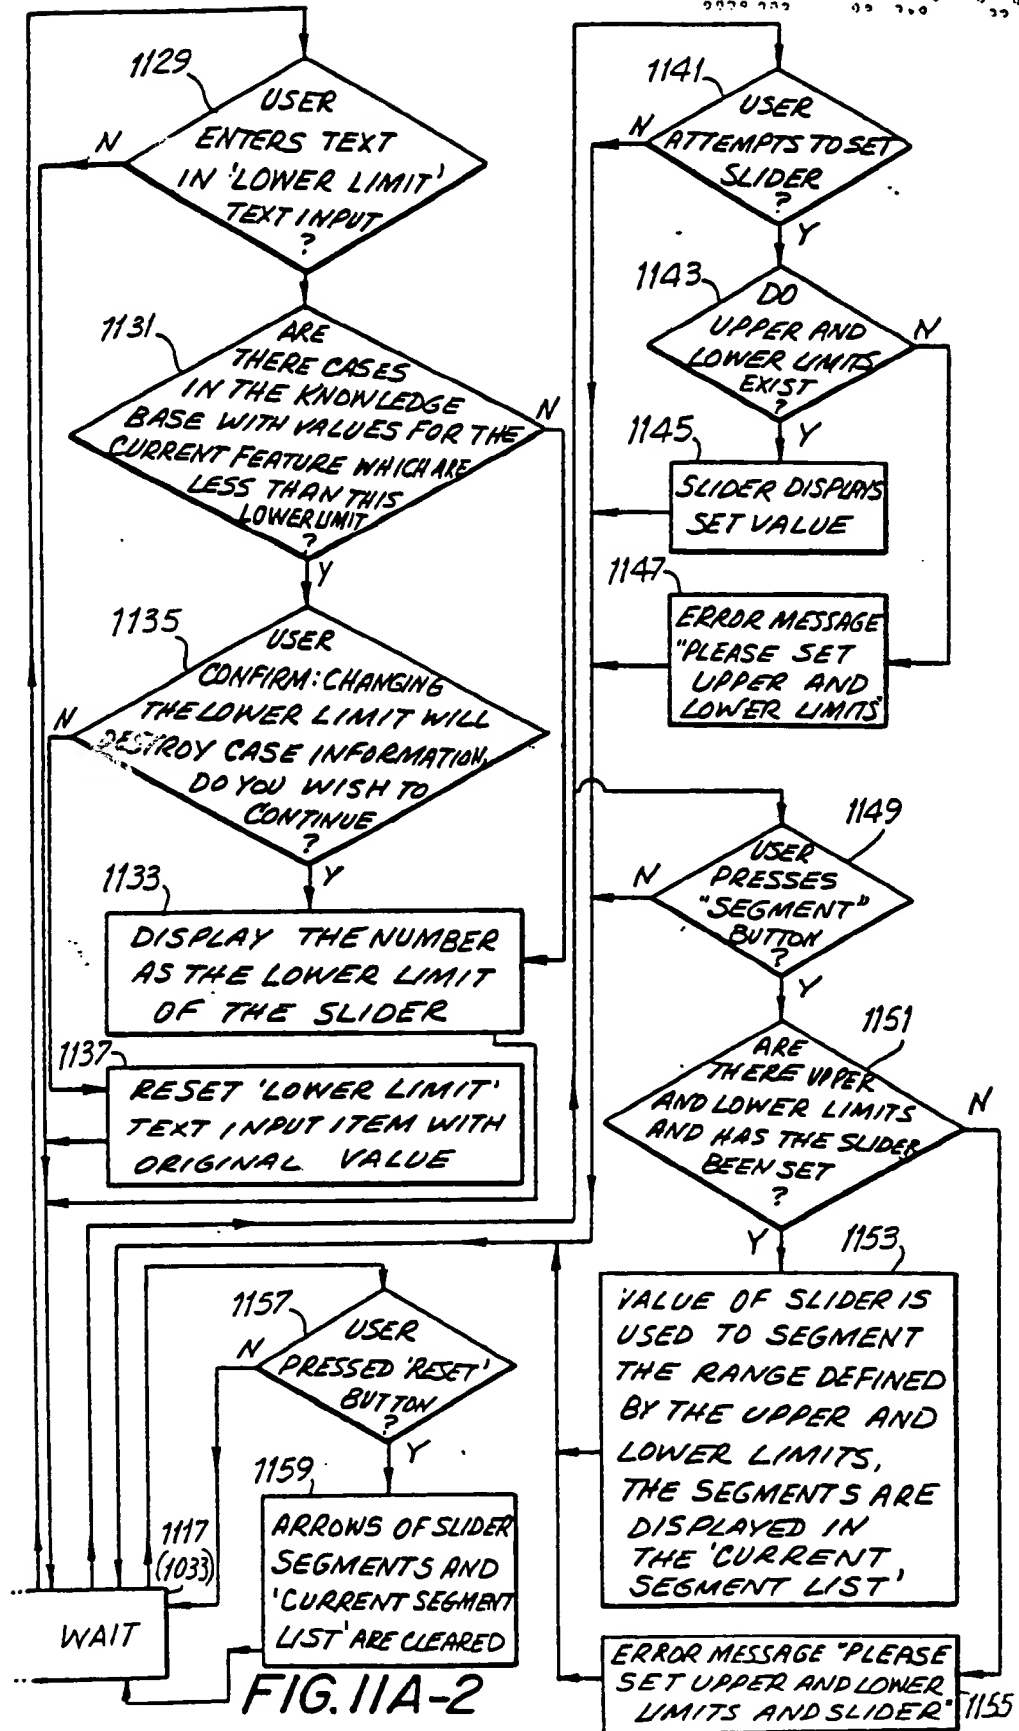 1129
USER
ENTERS TEXT
IN 'LOWER LIMIT'
TEXT INPUT
?
N
1131
ARE
THERE CASES
IN THE KNOWLEDGE
BASE WITH VALUES FOR THE
CURRENT FEATURE WHICH ARE
LESS THAN THIS
LOWER LIMIT
?
N
Y
1135
USER
CONFIRM: CHANGING
THE LOWER LIMIT WILL
DESTROY CASE INFORMATION,
DO YOU WISH TO
CONTINUE
?
N
Y
1133
DISPLAY THE NUMBER
AS THE LOWER LIMIT
OF THE SLIDER
1137
RESET 'LOWER LIMIT'
TEXT INPUT ITEM WITH
ORIGINAL VALUE
1141
USER
ATTEMPTS TO SET
SLIDER
?
N
Y
1143
DO
UPPER AND
LOWER LIMITS
EXIST
?
N
Y
1145
SLIDER DISPLAYS
SET VALUE
1147
ERROR MESSAGE
"PLEASE SET
UPPER AND
LOWER LIMITS"
1149
USER
PRESSES
"SEGMENT"
BUTTON
?
N
Y
1151
ARE
THERE UPPER
AND LOWER LIMITS
AND HAS THE SLIDER
BEEN SET
?
N
Y
1153
VALUE OF SLIDER IS
USED TO SEGMENT
THE RANGE DEFINED
BY THE UPPER AND
LOWER LIMITS,
THE SEGMENTS ARE
DISPLAYED IN
THE 'CURRENT
SEGMENT LIST'
ERROR MESSAGE "PLEASE
SET UPPER AND LOWER
LIMITS AND SLIDER"
1155
1157
USER
PRESSED 'RESET'
BUTTON
?
N
Y
1159
ARROWS OF SLIDER
SEGMENTS AND
'CURRENT SEGMENT
LIST' ARE CLEARED
1117
(1033)
WAIT
FIG.11A-2